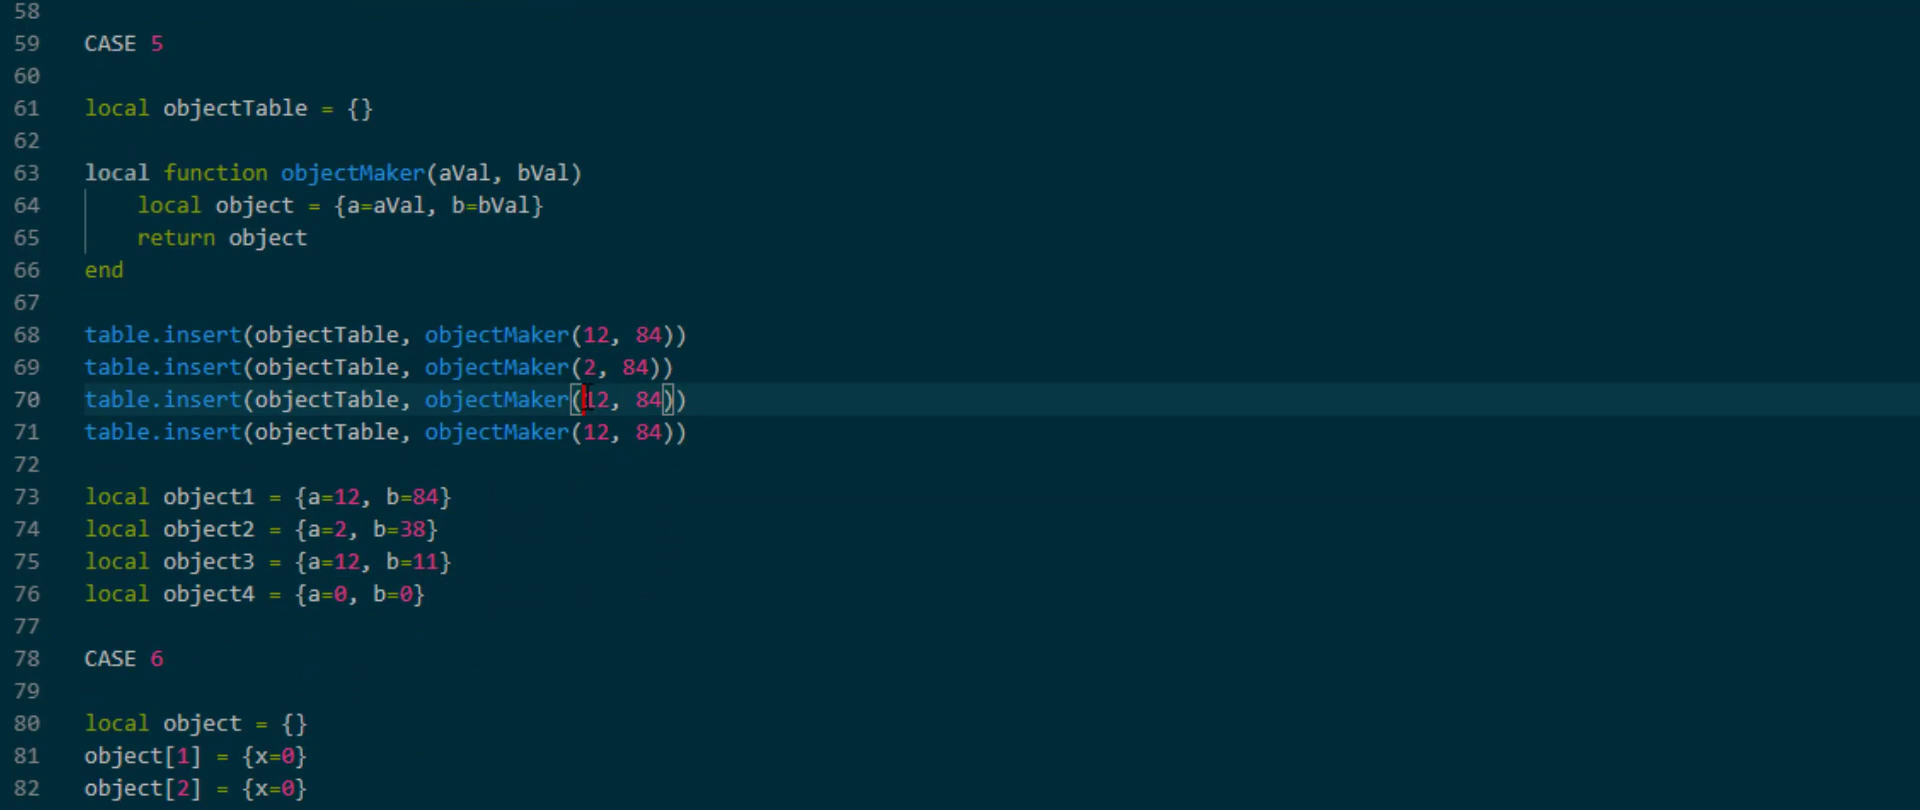 58
59 CASE 5
60
61 local objectTable = {}
62
63 local function objectMaker(aVal, bVal)
64 local object = {a=aVal, b=bVal}
65 return object
66 end
67
68 table.insert(objectTable, objectMaker(12, 84))
69 table.insert(objectTable, objectMaker(2, 84))
70 table.insert(objectTable, objectMaker(12, 84))
71 table.insert(objectTable, objectMaker(12, 84))
72
73 local object1 = {a=12, b=84}
74 local object2 = {a=2, b=38}
75 local object3 = {a=12, b=11}
76 local object4 = {a=0, b=0}
77
78 CASE 6
79
80 local object = {}
81 object[1] = {x=0}
82 object[2] = {x=0}